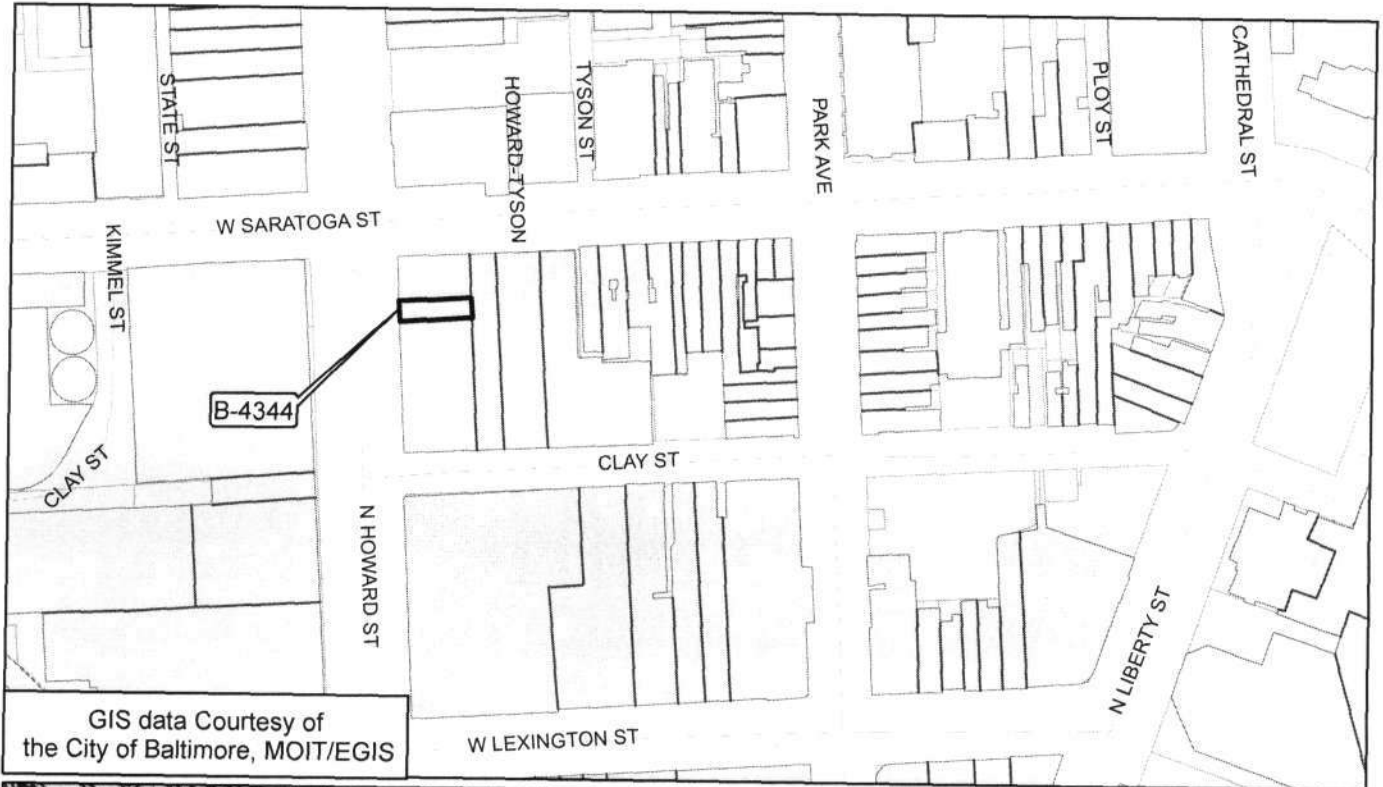 STATE ST
HOWARD-TYSON
TYSON ST
PARK AVE
PLOY ST
CATHEDRAL ST
W SARATOGA ST
KIMMEL ST
B-4344
CLAY ST
CLAY ST
N HOWARD ST
N LIBERTY ST
W LEXINGTON ST
GIS data Courtesy of
the City of Baltimore, MOIT/EGIS